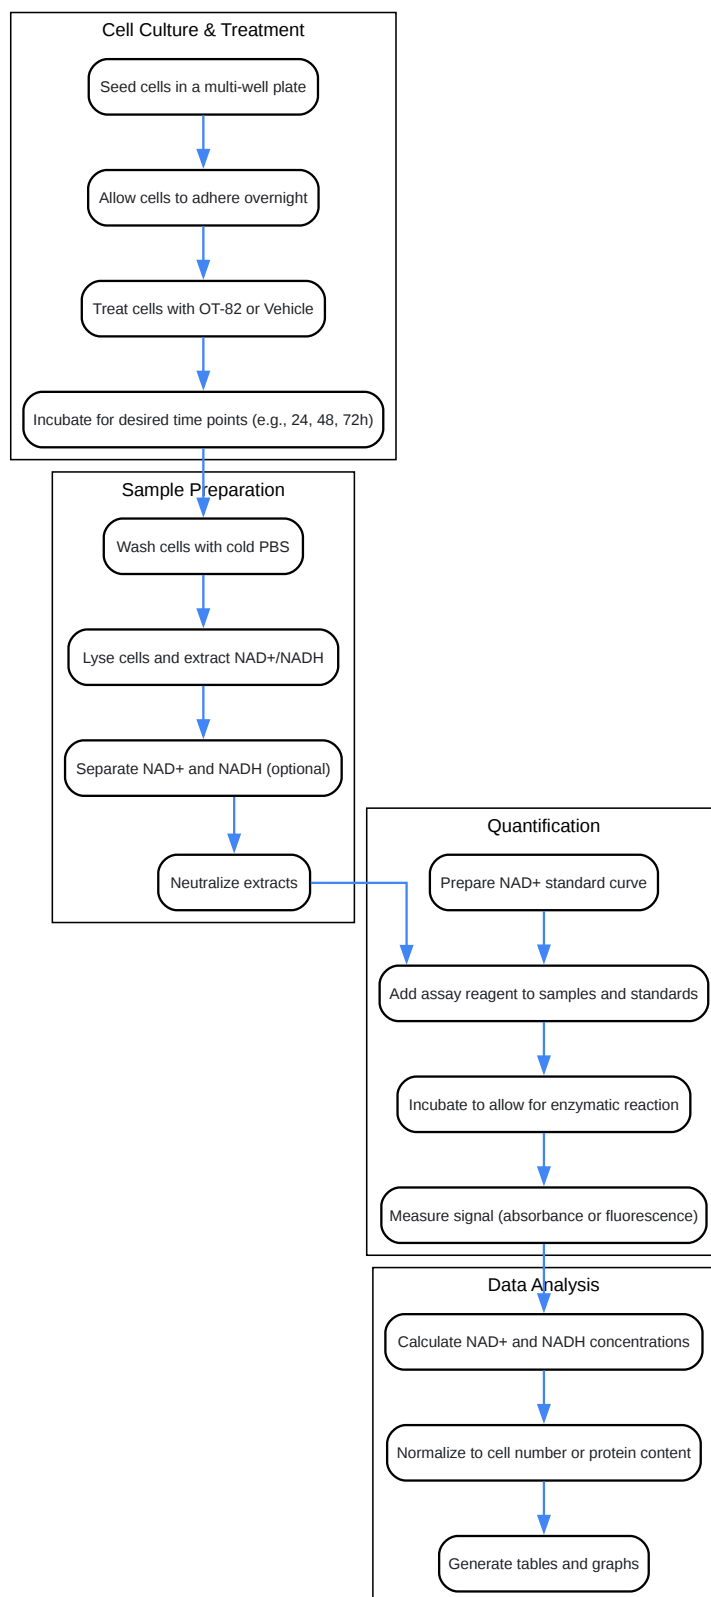 Cell Culture & Treatment
Seed cells in a multi-well plate
Allow cells to adhere overnight
Treat cells with OT-82 or Vehicle
Incubate for desired time points (e.g., 24, 48, 72h)
Sample Preparation
Wash cells with cold PBS
Lyse cells and extract NAD+/NADH
Separate NAD+ and NADH (optional)
Neutralize extracts
Quantification
Prepare NAD+ standard curve
Add assay reagent to samples and standards
Incubate to allow for enzymatic reaction
Measure signal (absorbance or fluorescence)
Data Analysis
Calculate NAD+ and NADH concentrations
Normalize to cell number or protein content
Generate tables and graphs